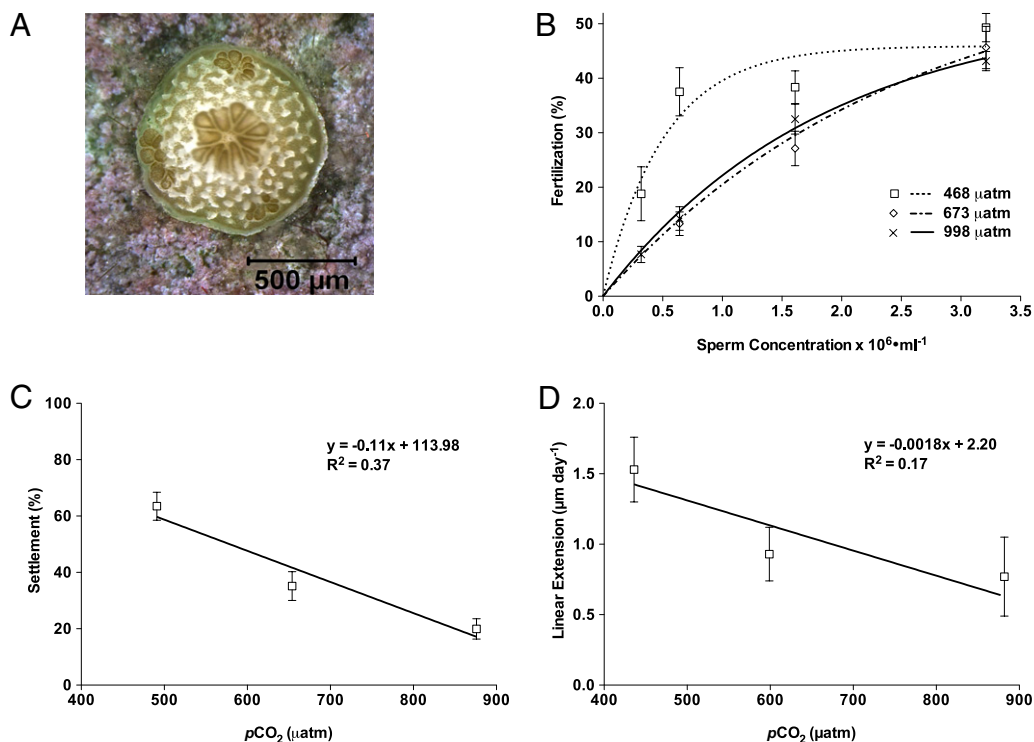 A
500 µm
B
Fertilization (%)
50
40
30
20
10
0
468 µatm
673 µatm
998 µatm
0.0 0.5 1.0 1.5 2.0 2.5 3.0 3.5
Sperm Concentration x 10⁶•ml⁻¹
C
Settlement (%)
100
80
60
40
20
0
y = -0.11x + 113.98
R² = 0.37
400 500 600 700 800 900
pCO₂ (µatm)
D
Linear Extension (µm day⁻¹)
2.0
1.5
1.0
0.5
0.0
y = -0.0018x + 2.20
R² = 0.17
400 500 600 700 800 900
pCO₂ (µatm)